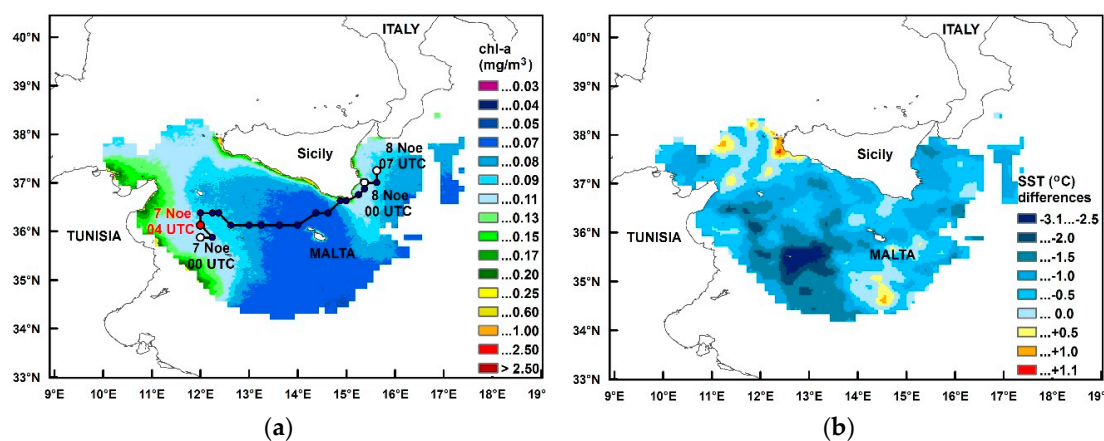 ITALY
chl-a
(mg/m³)
...0.03
...0.04
...0.05
...0.07
...0.08
...0.09
...0.11
...0.13
...0.15
...0.17
...0.20
...0.25
...0.60
...1.00
...2.50
> 2.50
40°N
39°N
38°N
37°N
36°N
35°N
34°N
33°N
Sicily
8 Noe
07 UTC
8 Noe
00 UTC
7 Noe
04 UTC
7 Noe
00 UTC
TUNISIA
MALTA
9°E
10°E
11°E
12°E
13°E
14°E
15°E
16°E
17°E
18°E
19°E
(a)
ITALY
40°N
39°N
38°N
37°N
36°N
35°N
34°N
33°N
Sicily
TUNISIA
MALTA
SST (°C)
differences
-3.1...-2.5
...-2.0
...-1.5
...-1.0
...-0.5
... 0.0
...+0.5
...+1.0
...+1.1
9°E
10°E
11°E
12°E
13°E
14°E
15°E
16°E
17°E
18°E
19°E
(b)